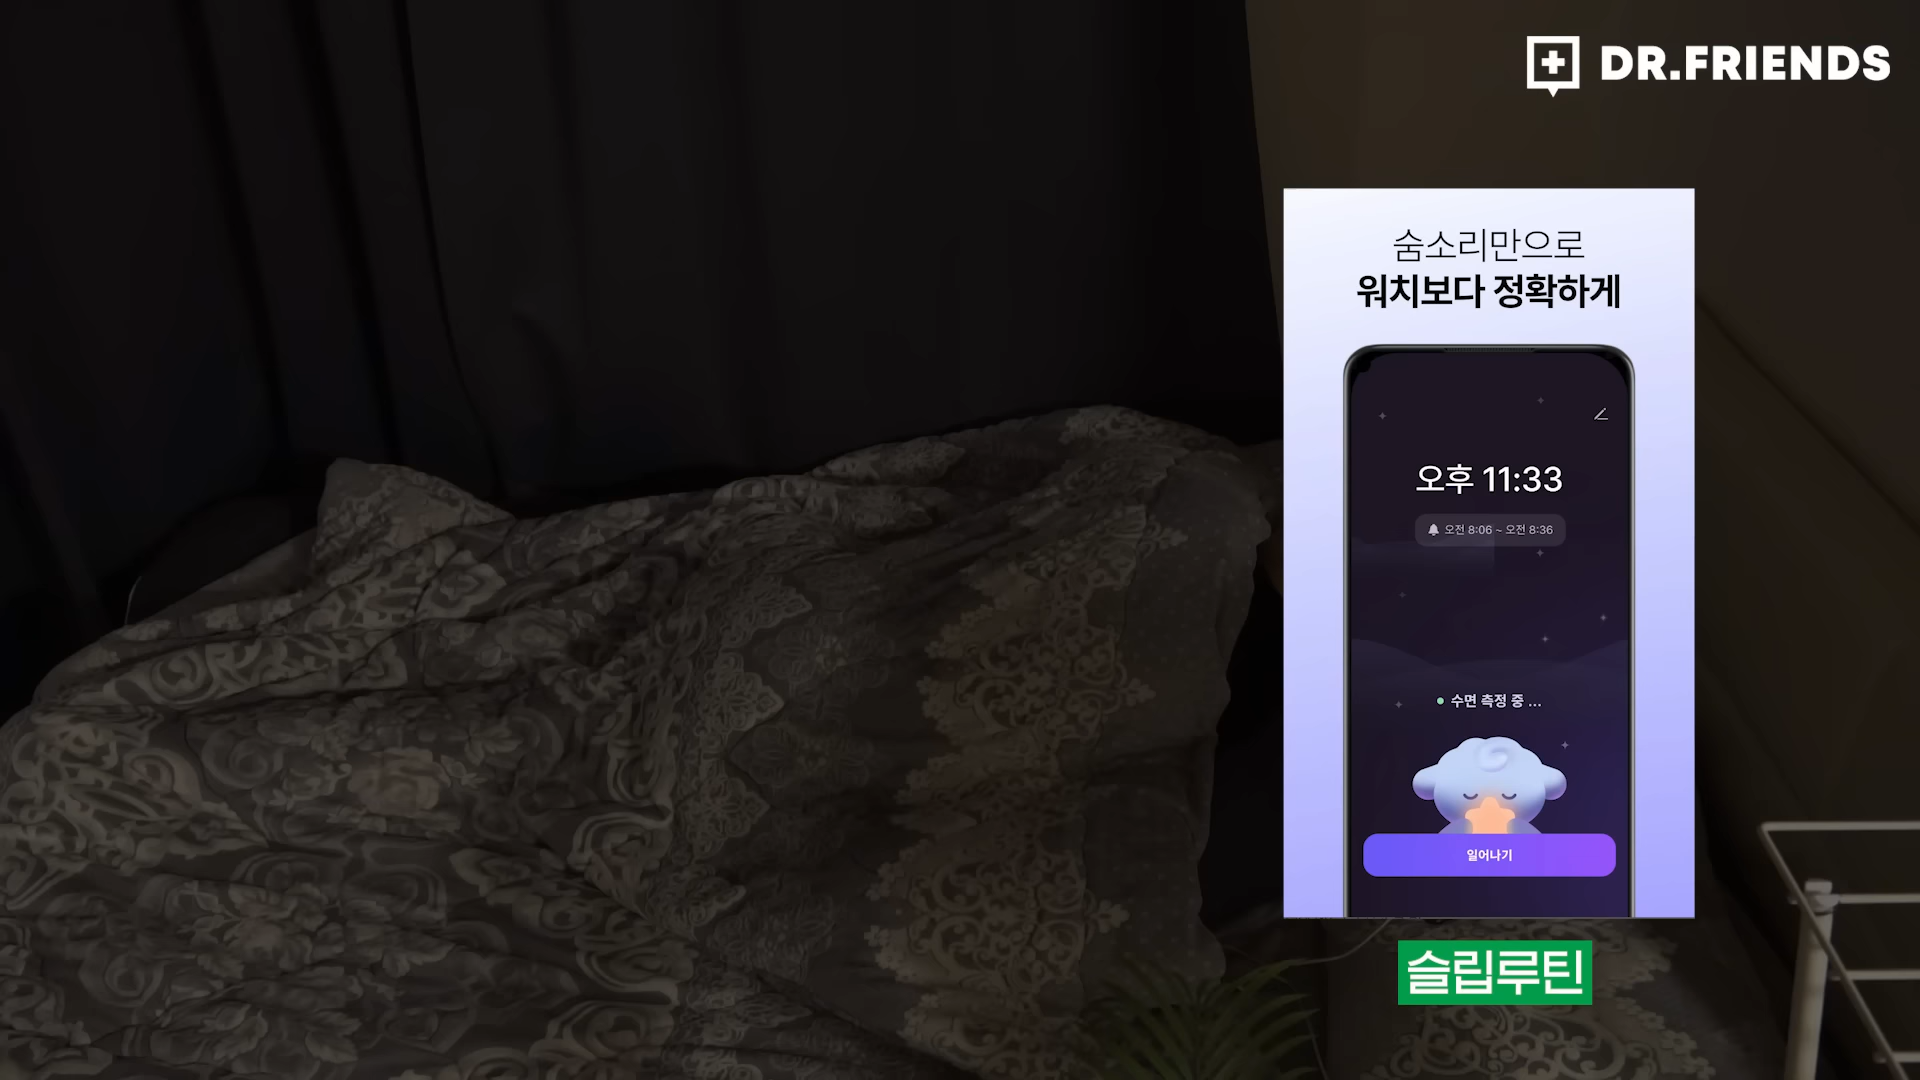 DR.FRIENDS
숨소리만으로
워치보다 정확하게
오후 11:33
오전 8:06 ~ 오전 8:36
수면 측정 중 ...
일어나기
슬립루틴